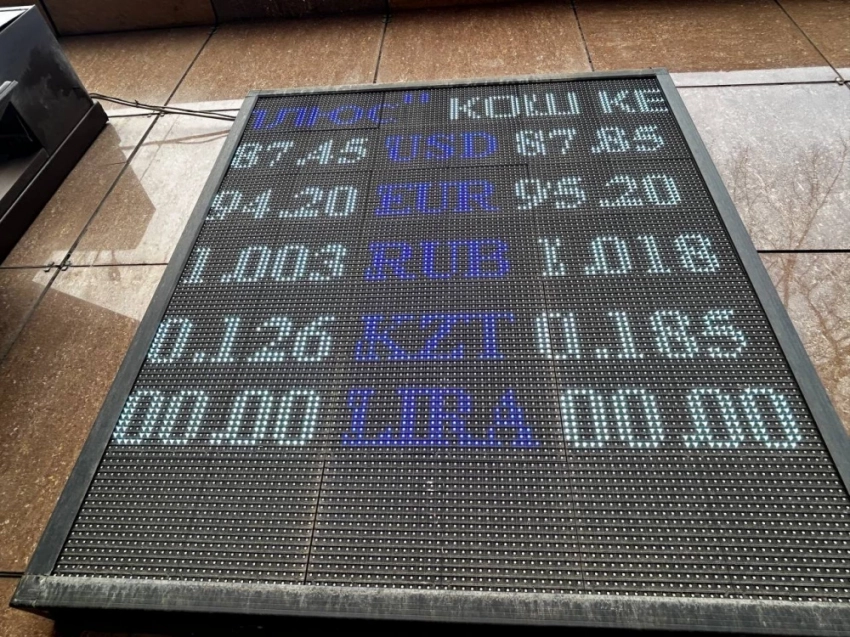 ПЛЮС" КОШ КЕ
87.45 USD 87.85
94.20 EUR 95.20
1.003 RUB 1.018
0.126 KZT 0.185
00.00 LIRA 00.00